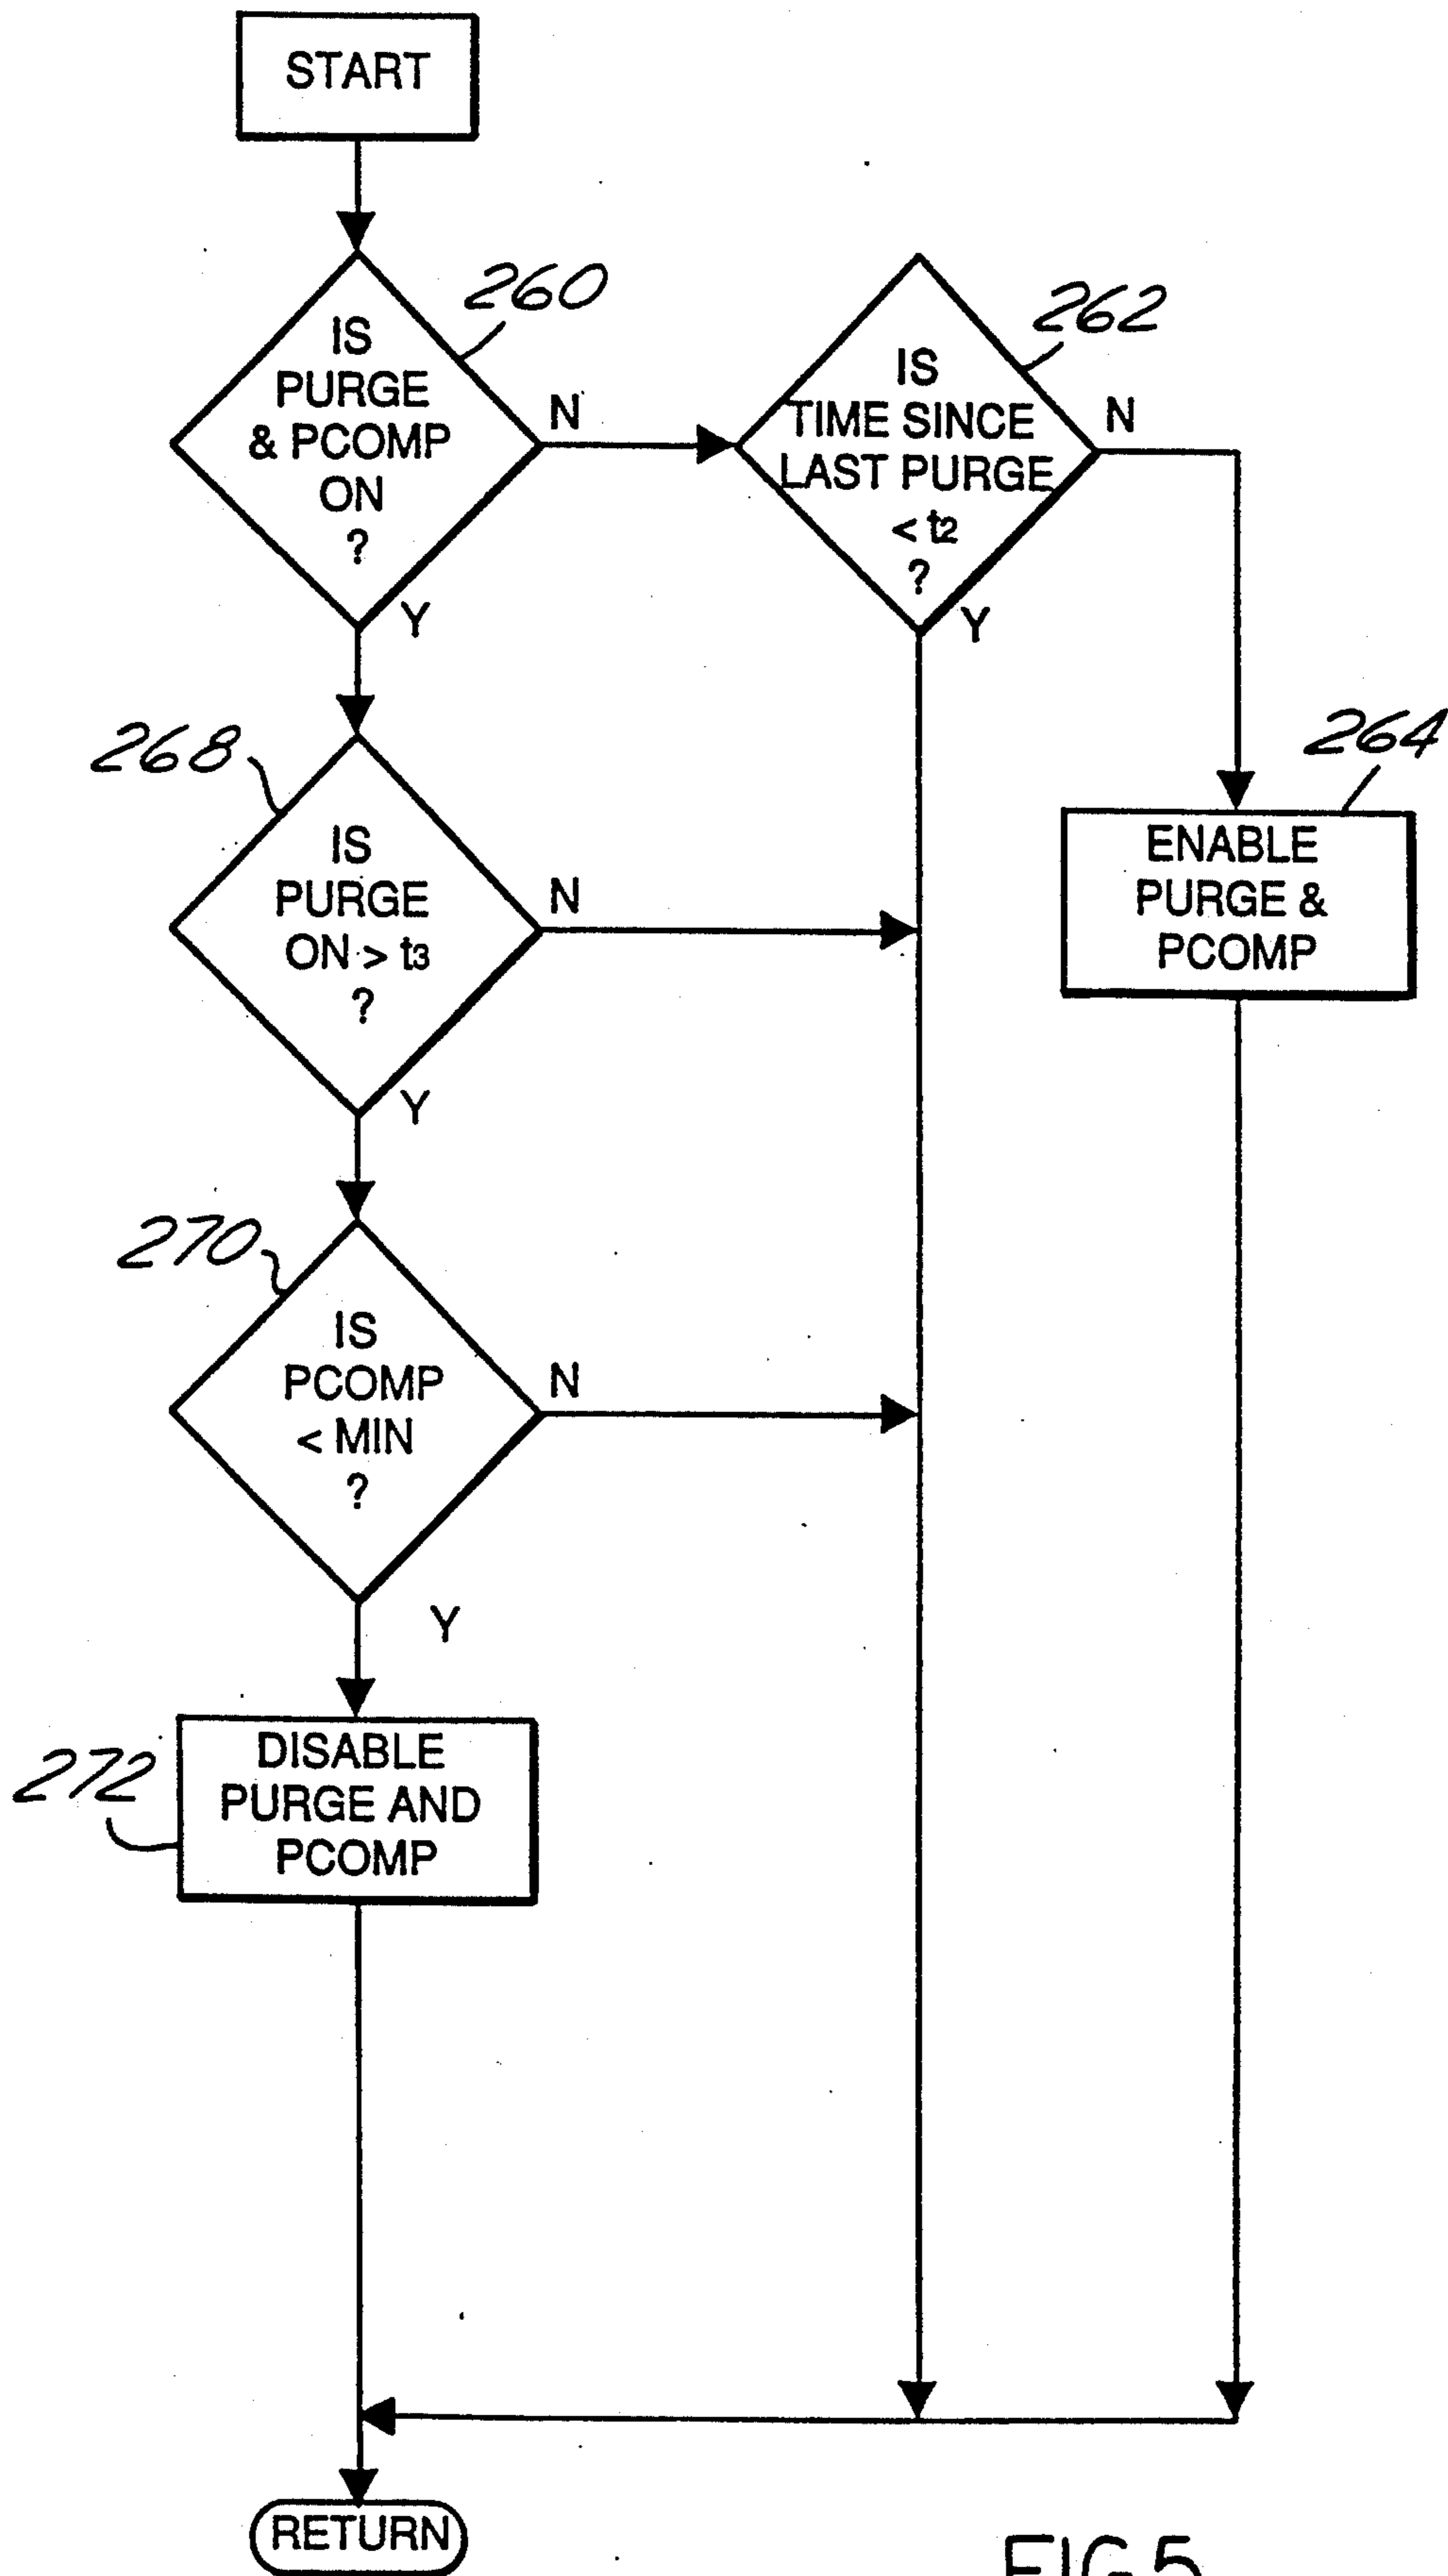 START
260
IS
PURGE
& PCOMP
ON
?
N
Y
262
IS
TIME SINCE
LAST PURGE
< t2
?
N
Y
264
ENABLE
PURGE &
PCOMP
268
IS
PURGE
ON > t3
?
N
Y
270
IS
PCOMP
< MIN
?
N
Y
272
DISABLE
PURGE AND
PCOMP
RETURN
FIG.5